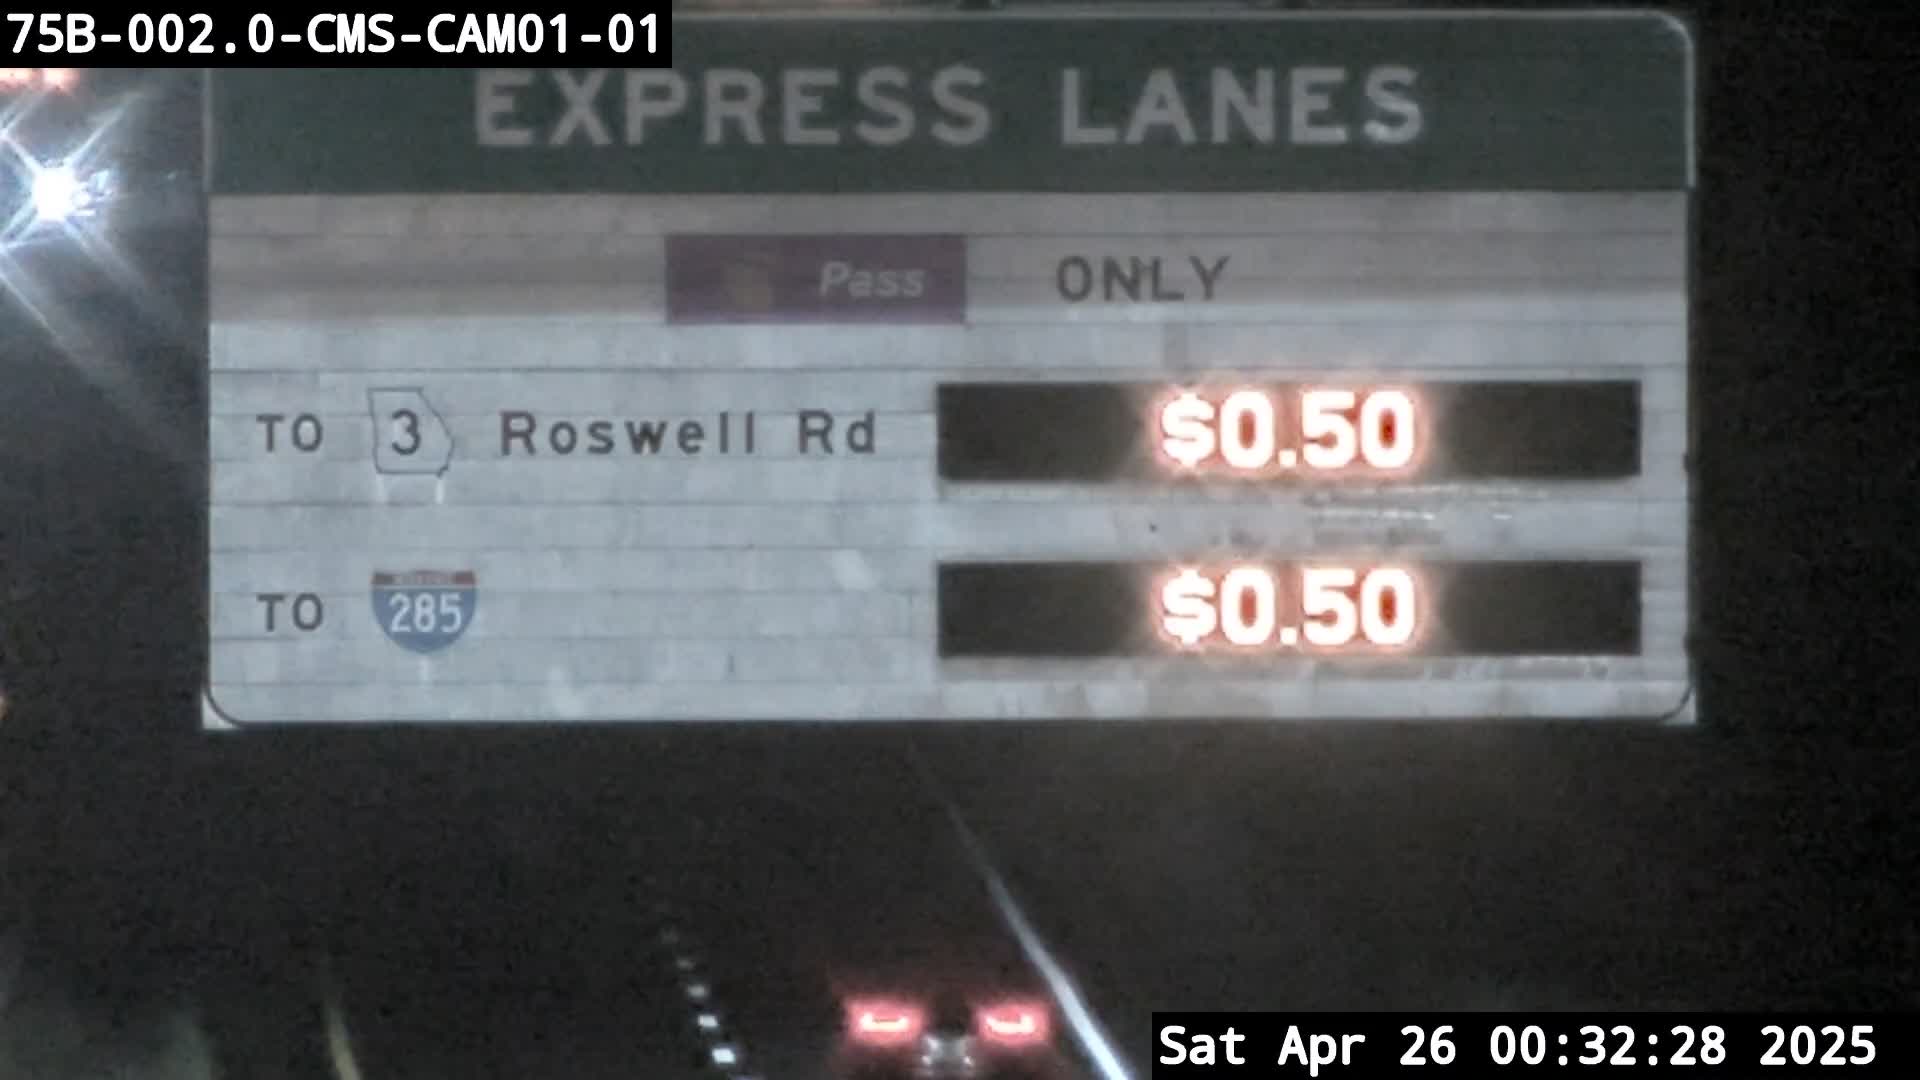 75B-002.0-CMS-CAM01-01
EXPRESS LANES
Pass ONLY
TO 3 Roswell Rd $0.50
TO 285 $0.50
Sat Apr 26 00:32:28 2025